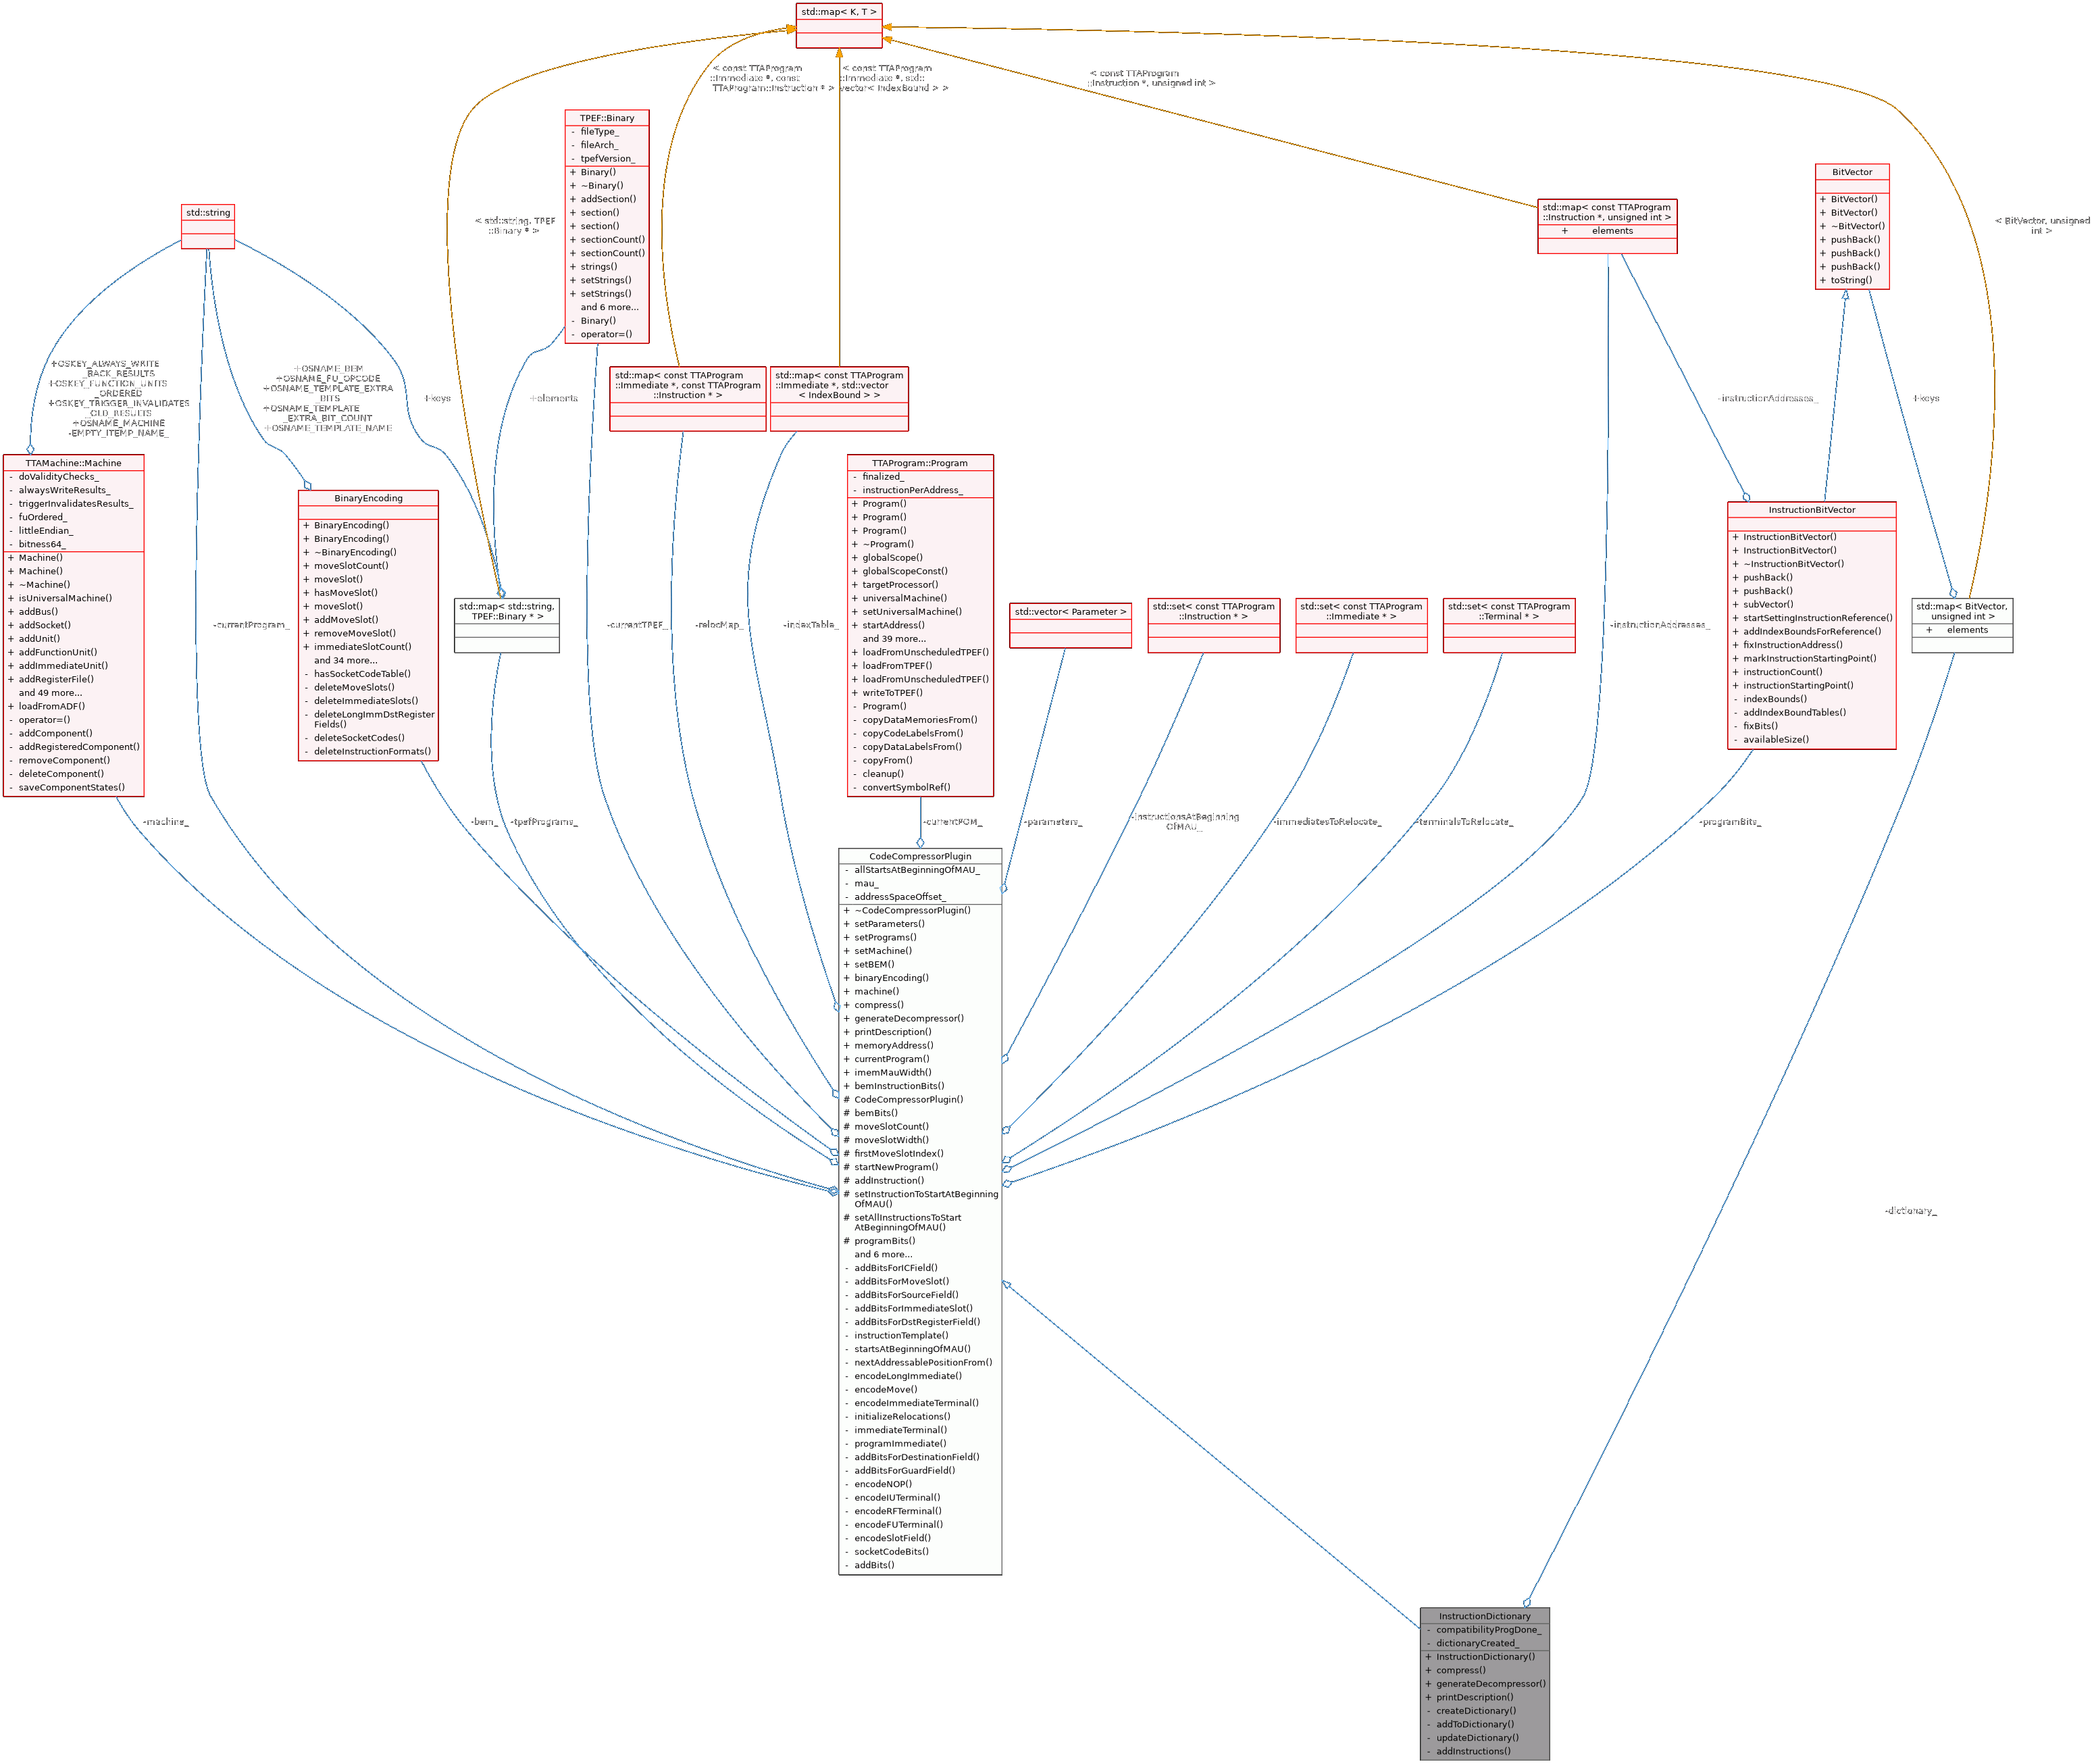 std::map< K, T >
< const TTAProgram
::Immediate *, const
TTAProgram::Instruction * >
< const TTAProgram
::Immediate *, std::
vector< IndexBound > >
< const TTAProgram
::Instruction *, unsigned int >
TPEF::Binary
- fileType_
- fileArch_
- tpefVersion_
+ Binary()
+ ~Binary()
+ addSection()
+ section()
+ section()
+ sectionCount()
+ sectionCount()
+ strings()
+ setStrings()
+ setStrings()
and 6 more...
- Binary()
- operator=()
BitVector
+ BitVector()
+ BitVector()
+ ~BitVector()
+ pushBack()
+ pushBack()
+ pushBack()
+ toString()
std::string
std::map< const TTAProgram
::Instruction *, unsigned int >
+ elements
< std::string, TPEF
::Binary * >
< BitVector, unsigned
int >
+OSKEY_ALWAYS_WRITE
_BACK_RESULTS
+OSKEY_FUNCTION_UNITS
_ORDERED
+OSKEY_TRIGGER_INVALIDATES
_OLD_RESULTS
+OSNAME_MACHINE
-EMPTY_ITEMP_NAME_
+OSNAME_BEM
+OSNAME_FU_OPCODE
+OSNAME_TEMPLATE_EXTRA
_BITS
+OSNAME_TEMPLATE
_EXTRA_BIT_COUNT
+OSNAME_TEMPLATE_NAME
+keys
+elements
std::map< const TTAProgram
::Immediate *, const TTAProgram
::Instruction * >
std::map< const TTAProgram
::Immediate *, std::vector
< IndexBound > >
-instructionAddresses_
+keys
TTAMachine::Machine
- doValidityChecks_
- alwaysWriteResults_
- triggerInvalidatesResults_
- fuOrdered_
- littleEndian_
- bitness64_
+ Machine()
+ Machine()
+ ~Machine()
+ isUniversalMachine()
+ addBus()
+ addSocket()
+ addUnit()
+ addFunctionUnit()
+ addImmediateUnit()
+ addRegisterFile()
and 49 more...
+ loadFromADF()
- operator=()
- addComponent()
- addRegisteredComponent()
- removeComponent()
- deleteComponent()
- saveComponentStates()
BinaryEncoding
+ BinaryEncoding()
+ BinaryEncoding()
+ ~BinaryEncoding()
+ moveSlotCount()
+ moveSlot()
+ hasMoveSlot()
+ moveSlot()
+ addMoveSlot()
+ removeMoveSlot()
+ immediateSlotCount()
and 34 more...
- hasSocketCodeTable()
- deleteMoveSlots()
- deleteImmediateSlots()
- deleteLongImmDstRegister
Fields()
- deleteSocketCodes()
- deleteInstructionFormats()
TTAProgram::Program
- finalized_
- instructionPerAddress_
+ Program()
+ Program()
+ Program()
+ ~Program()
+ globalScope()
+ globalScopeConst()
+ targetProcessor()
+ universalMachine()
+ setUniversalMachine()
+ startAddress()
and 39 more...
+ loadFromUnscheduledTPEF()
+ loadFromTPEF()
+ loadFromUnscheduledTPEF()
+ writeToTPEF()
- Program()
- copyDataMemoriesFrom()
- copyCodeLabelsFrom()
- copyDataLabelsFrom()
- copyFrom()
- cleanup()
- convertSymbolRef()
InstructionBitVector
+ InstructionBitVector()
+ InstructionBitVector()
+ ~InstructionBitVector()
+ pushBack()
+ pushBack()
+ subVector()
+ startSettingInstructionReference()
+ addIndexBoundsForReference()
+ fixInstructionAddress()
+ markInstructionStartingPoint()
+ instructionCount()
+ instructionStartingPoint()
- indexBounds()
- addIndexBoundTables()
- fixBits()
- availableSize()
std::map< std::string,
TPEF::Binary * >
std::vector< Parameter >
std::set< const TTAProgram
::Instruction * >
std::set< const TTAProgram
::Immediate * >
std::set< const TTAProgram
::Terminal * >
std::map< BitVector,
unsigned int >
+ elements
-currentProgram_
-currentTPEF_
-relocMap_
-indexTable_
-instructionAddresses_
-machine_
-bem_
-tpefPrograms_
-currentPOM_
-parameters_
-instructionsAtBeginning
OfMAU_
-immediatesToRelocate_
-terminalsToRelocate_
-programBits_
CodeCompressorPlugin
- allStartsAtBeginningOfMAU_
- mau_
- addressSpaceOffset_
+ ~CodeCompressorPlugin()
+ setParameters()
+ setPrograms()
+ setMachine()
+ setBEM()
+ binaryEncoding()
+ machine()
+ compress()
+ generateDecompressor()
+ printDescription()
+ memoryAddress()
+ currentProgram()
+ imemMauWidth()
+ bemInstructionBits()
# CodeCompressorPlugin()
# bemBits()
# moveSlotCount()
# moveSlotWidth()
# firstMoveSlotIndex()
# startNewProgram()
# addInstruction()
# setInstructionToStartAtBeginning
OfMAU()
# setAllInstructionsToStart
AtBeginningOfMAU()
# programBits()
and 6 more...
- addBitsForICField()
- addBitsForMoveSlot()
- addBitsForSourceField()
- addBitsForImmediateSlot()
- addBitsForDstRegisterField()
- instructionTemplate()
- startsAtBeginningOfMAU()
- nextAddressablePositionFrom()
- encodeLongImmediate()
- encodeMove()
- encodeImmediateTerminal()
- initializeRelocations()
- immediateTerminal()
- programImmediate()
- addBitsForDestinationField()
- addBitsForGuardField()
- encodeNOP()
- encodeIUTerminal()
- encodeRFTerminal()
- encodeFUTerminal()
- encodeSlotField()
- socketCodeBits()
- addBits()
-dictionary_
InstructionDictionary
- compatibilityProgDone_
- dictionaryCreated_
+ InstructionDictionary()
+ compress()
+ generateDecompressor()
+ printDescription()
- createDictionary()
- addToDictionary()
- updateDictionary()
- addInstructions()